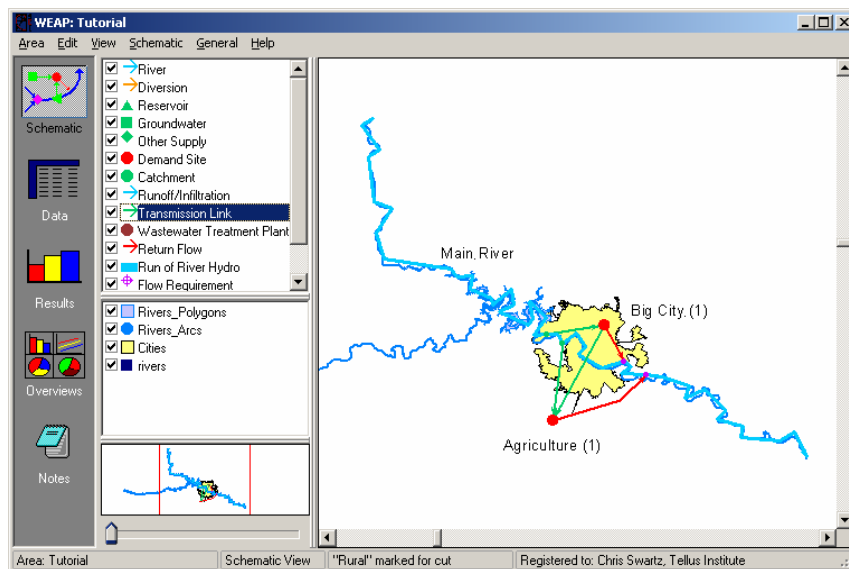 WEAP: Tutorial
Area Edit View Schematic General Help
Schematic
Data
Results
Overviews
Notes
River
Diversion
Reservoir
Groundwater
Other Supply
Demand Site
Catchment
Runoff/Infiltration
Transmission Link
Wastewater Treatment Plant
Return Flow
Run of River Hydro
Flow Requirement
Rivers_Polygons
Rivers_Arcs
Cities
rivers
Main River
Big City (1)
Agriculture (1)
Area: Tutorial Schematic View "Rural" marked for cut Registered to: Chris Swartz, Tellus Institute